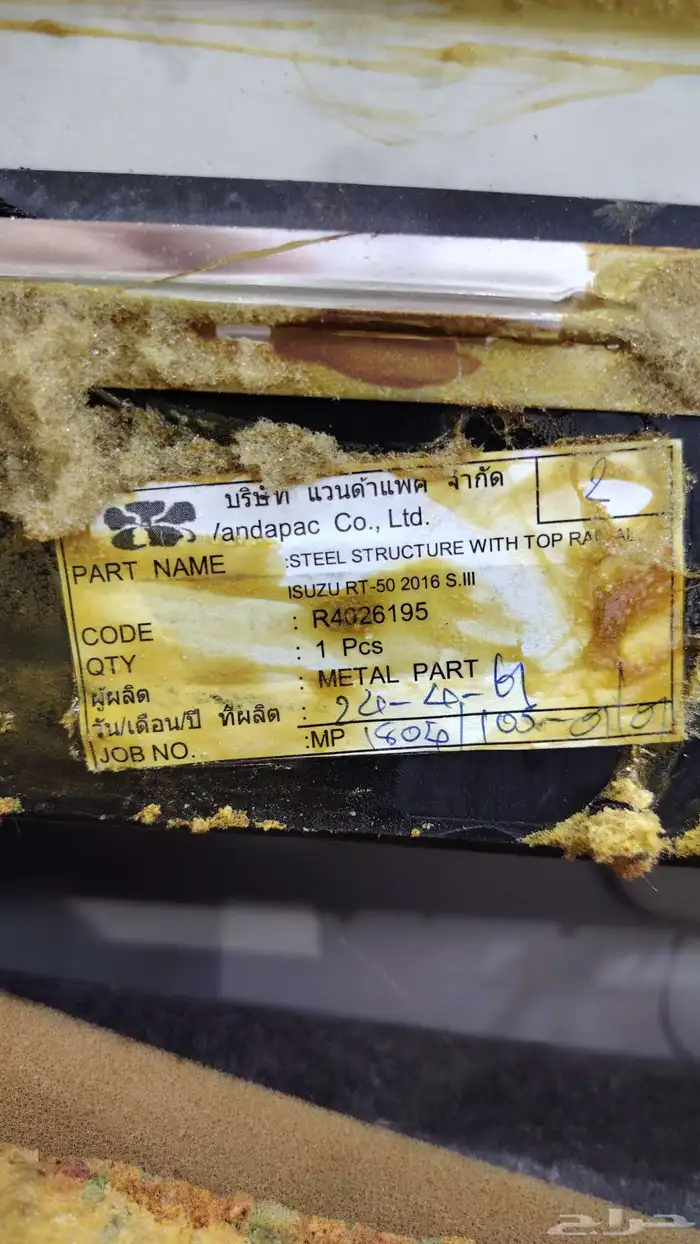 บริษัท แวนด้าแพค จำกัด
/andapac Co., Ltd.
2
PART NAME :STEEL STRUCTURE WITH TOP
ISUZU RT-50 2016 S.III
CODE : R4026195
QTY : 1 Pcs
ผู้ผลิต : METAL PART
วัน/เดือน/ปี ที่ผลิต :
JOB NO. :MP
حراج